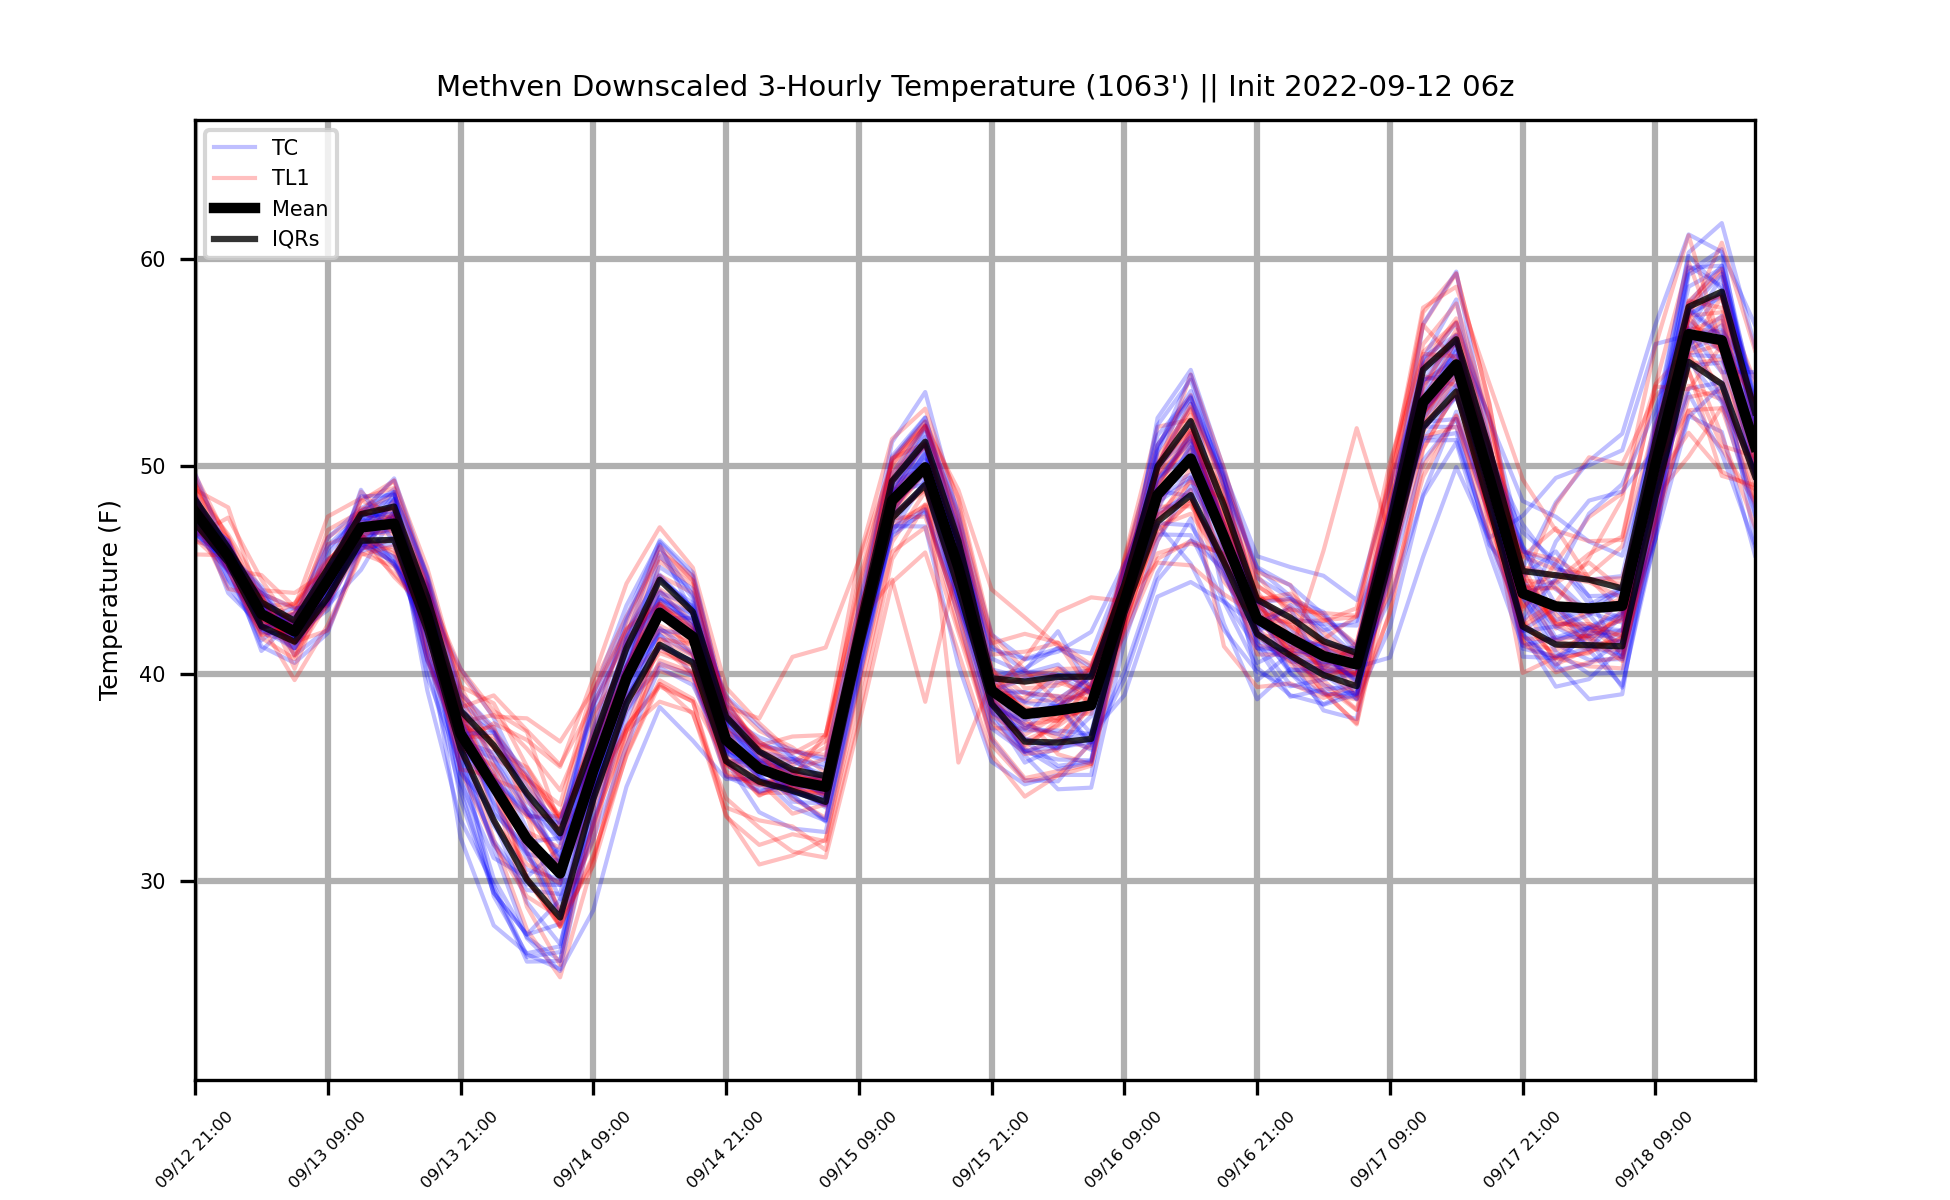 Methven Downscaled 3-Hourly Temperature (1063') || Init 2022-09-12 06z
TC
TL1
Mean
IQRs
Temperature (F)
60
50
40
30
09/12 21:00
09/13 09:00
09/13 21:00
09/14 09:00
09/14 21:00
09/15 09:00
09/15 21:00
09/16 09:00
09/16 21:00
09/17 09:00
09/17 21:00
09/18 09:00